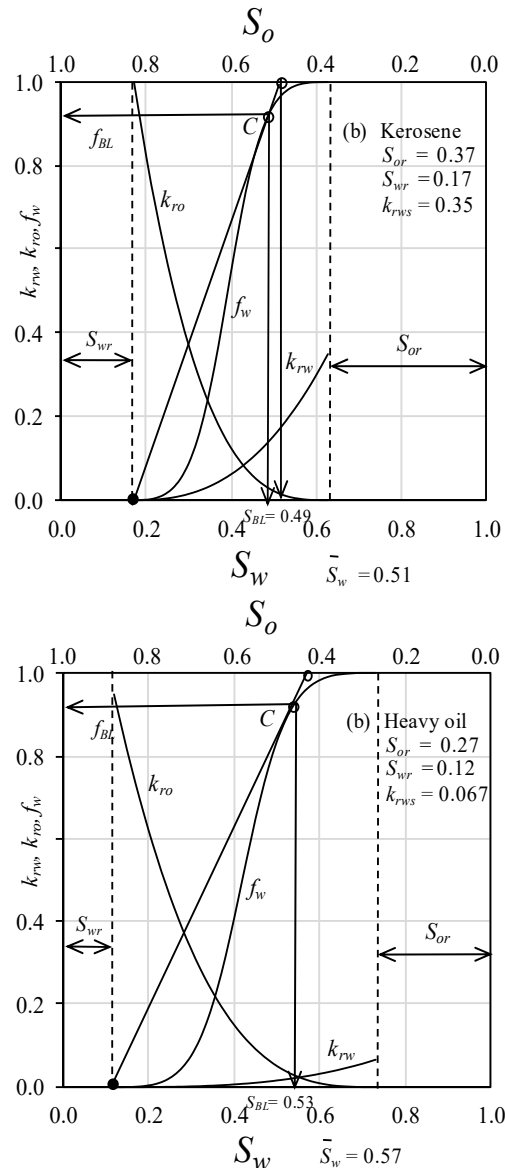 S_o
1.0 0.8 0.6 0.4 0.2 0.0
1.0
0.8
0.4
0.2
0.0
k_rw, k_ro, f_w
f_BL
C
(b) Kerosene
S_or = 0.37
S_wr = 0.17
k_rws = 0.35
k_ro
f_w
S_wr
k_rw
S_or
0.0 0.2 0.4 0.6 0.8 1.0
S_BL= 0.49
S_w
S̄_w = 0.51
S_o
1.0 0.8 0.6 0.4 0.2 0.0
1.0
0.8
0.4
0.2
0.0
k_rw, k_ro, f_w
f_BL
C
(b) Heavy oil
S_or = 0.27
S_wr = 0.12
k_rws = 0.067
k_ro
f_w
S_wr
S_or
k_rw
0.0 0.2 0.4 0.6 0.8 1.0
S_BL= 0.53
S_w
S̄_w = 0.57